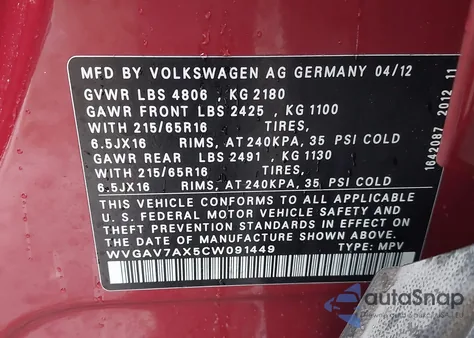 MFD BY VOLKSWAGEN AG GERMANY 04/12
GVWR LBS 4806 , KG 2180
GAWR FRONT LBS 2425 , KG 1100
WITH 215/65R16 TIRES,
6.5JX16 RIMS, AT 240KPA, 35 PSI COLD
GAWR REAR LBS 2491 , KG 1130
WITH 215/65R16 TIRES,
6.5JX16 RIMS, AT 240KPA, 35 PSI COLD
THIS VEHICLE CONFORMS TO ALL APPLICABLE
U.S. FEDERAL MOTOR VEHICLE SAFETY AND
THEFT PREVENTION STANDARDS IN EFFECT ON
THE DATE OF MANUFACTURE SHOWN ABOVE.
WVGAV7AX5CW091449 TYPE: MPV
1642087 2012 11
autoSnap